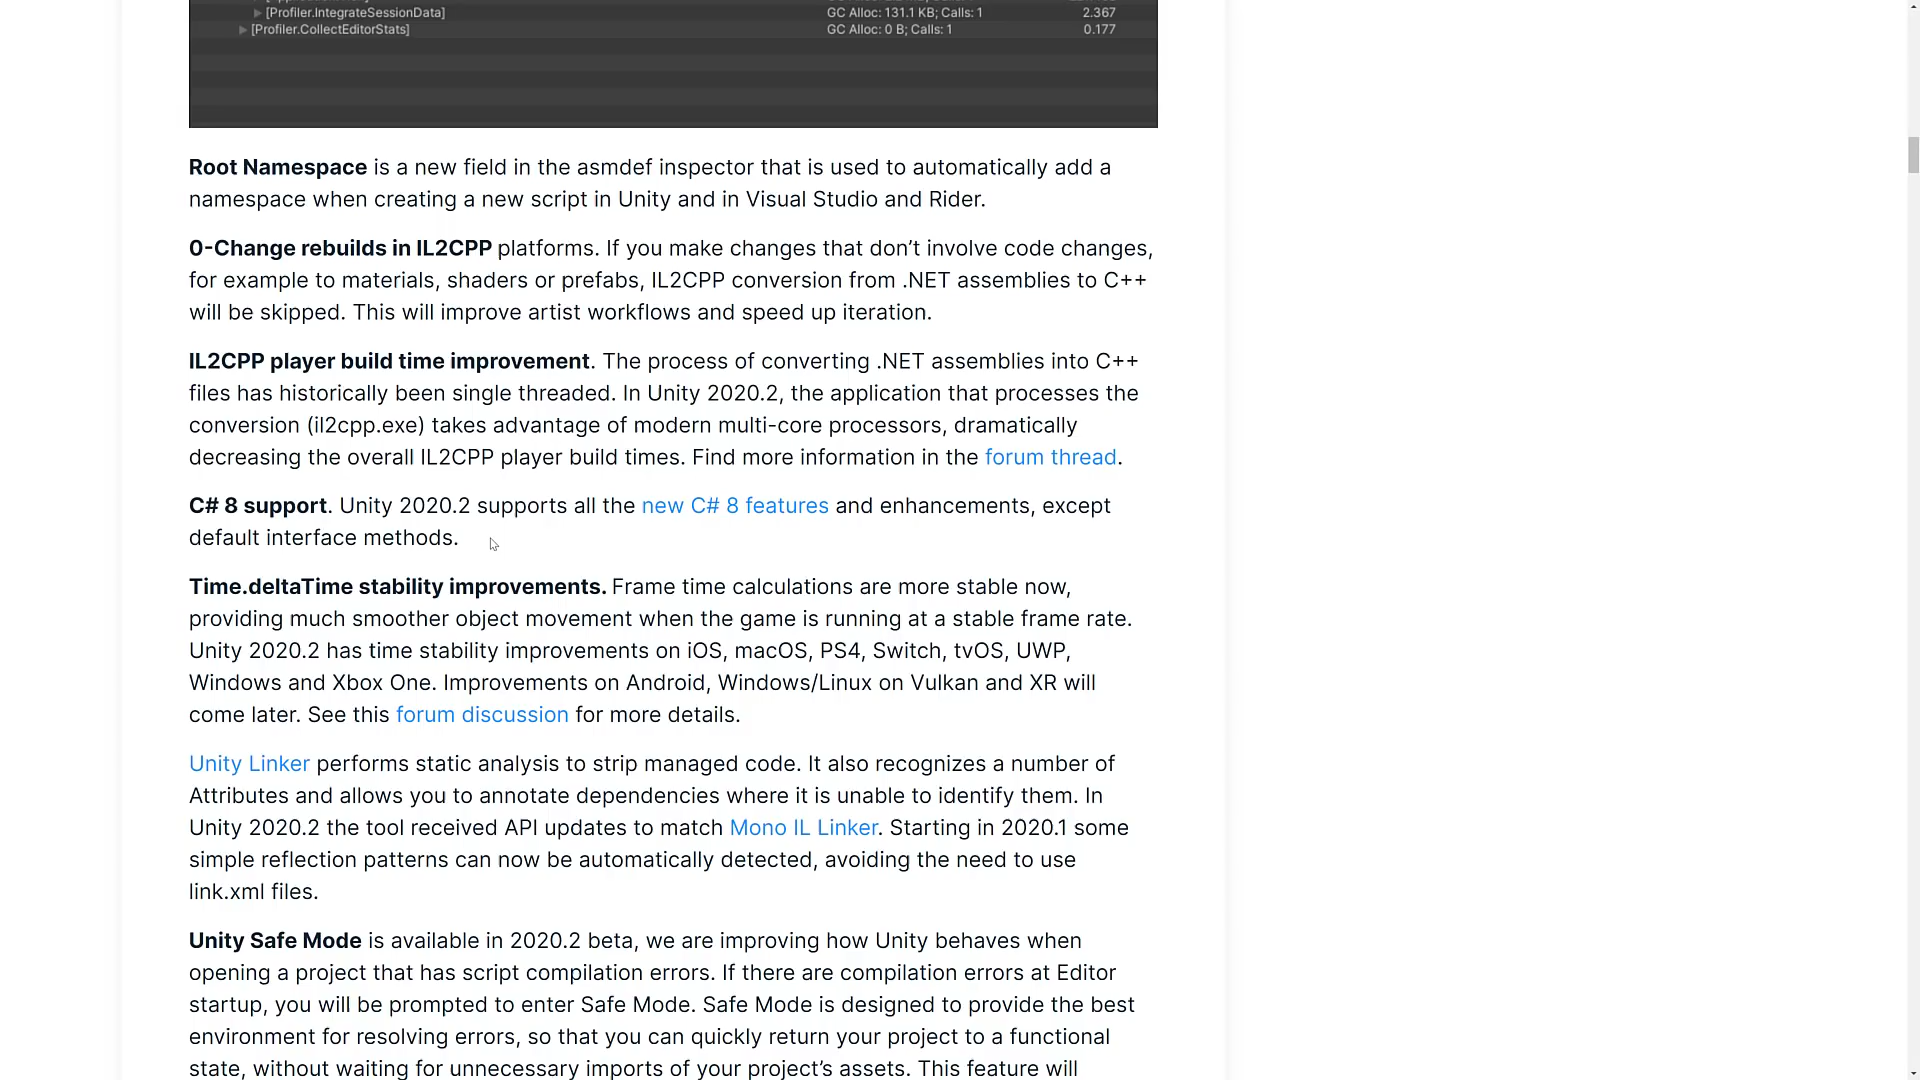 [Profiler.IntegrateSessionData] GC Alloc: 131.1 KB; Calls: 1 2.367
[Profiler.CollectEditorStats] GC Alloc: 0 B; Calls: 1 0.177
Root Namespace is a new field in the asmdef inspector that is used to automatically add a
namespace when creating a new script in Unity and in Visual Studio and Rider.
0-Change rebuilds in IL2CPP platforms. If you make changes that don’t involve code changes,
for example to materials, shaders or prefabs, IL2CPP conversion from .NET assemblies to C++
will be skipped. This will improve artist workflows and speed up iteration.
IL2CPP player build time improvement. The process of converting .NET assemblies into C++
files has historically been single threaded. In Unity 2020.2, the application that processes the
conversion (il2cpp.exe) takes advantage of modern multi-core processors, dramatically
decreasing the overall IL2CPP player build times. Find more information in the forum thread.
C# 8 support. Unity 2020.2 supports all the new C# 8 features and enhancements, except
default interface methods.
Time.deltaTime stability improvements. Frame time calculations are more stable now,
providing much smoother object movement when the game is running at a stable frame rate.
Unity 2020.2 has time stability improvements on iOS, macOS, PS4, Switch, tvOS, UWP,
Windows and Xbox One. Improvements on Android, Windows/Linux on Vulkan and XR will
come later. See this forum discussion for more details.
Unity Linker performs static analysis to strip managed code. It also recognizes a number of
Attributes and allows you to annotate dependencies where it is unable to identify them. In
Unity 2020.2 the tool received API updates to match Mono IL Linker. Starting in 2020.1 some
simple reflection patterns can now be automatically detected, avoiding the need to use
link.xml files.
Unity Safe Mode is available in 2020.2 beta, we are improving how Unity behaves when
opening a project that has script compilation errors. If there are compilation errors at Editor
startup, you will be prompted to enter Safe Mode. Safe Mode is designed to provide the best
environment for resolving errors, so that you can quickly return your project to a functional
state, without waiting for unnecessary imports of your project’s assets. This feature will